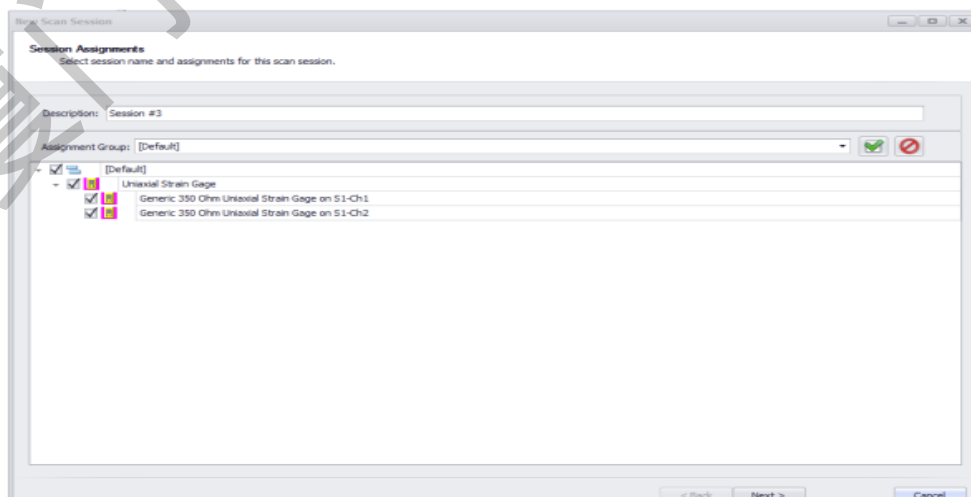 New Scan Session
Session Assignments
Select session name and assignments for this scan session.
Description: Session #3
Assignment Group: [Default]
[Default]
Uniaxial Strain Gage
Generic 350 Ohm Uniaxial Strain Gage on S1-Ch1
Generic 350 Ohm Uniaxial Strain Gage on S1-Ch2
< Back Next > Cancel